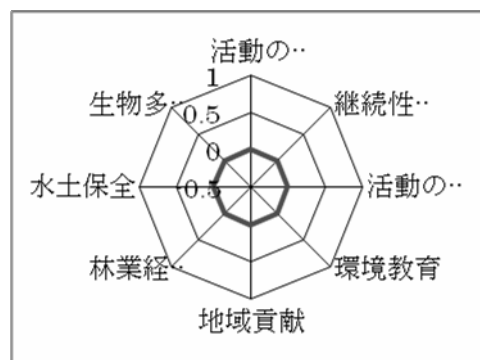 活動の‥
1
生物多‥
継続性‥
0.5
0
水土保全
-0.5
活動の‥
林業経‥
環境教育
地域貢献